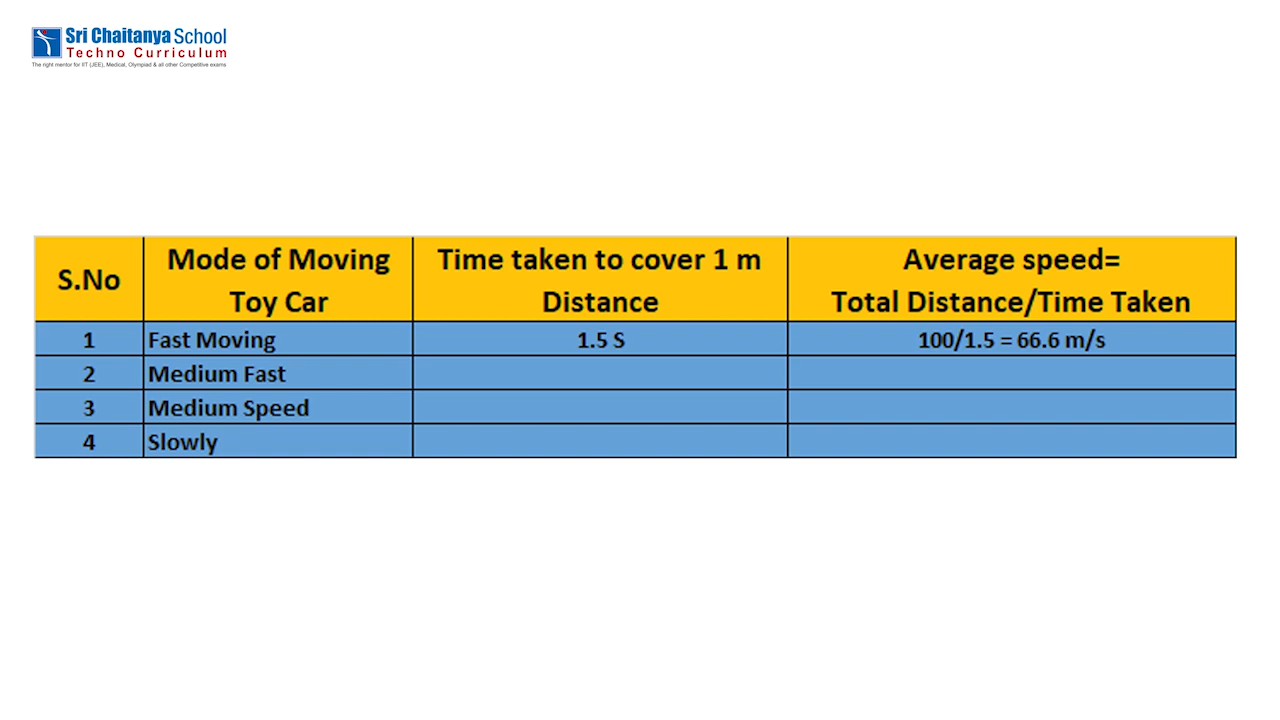 Sri Chaitanya School
Techno Curriculum
The right mentor for IIT (JEE), Medical, Olympiad & all other Competitive exams
S.No
Mode of Moving
Toy Car
Time taken to cover 1 m
Distance
Average speed=
Total Distance/Time Taken
1 Fast Moving 1.5 S 100/1.5 = 66.6 m/s
2 Medium Fast
3 Medium Speed
4 Slowly